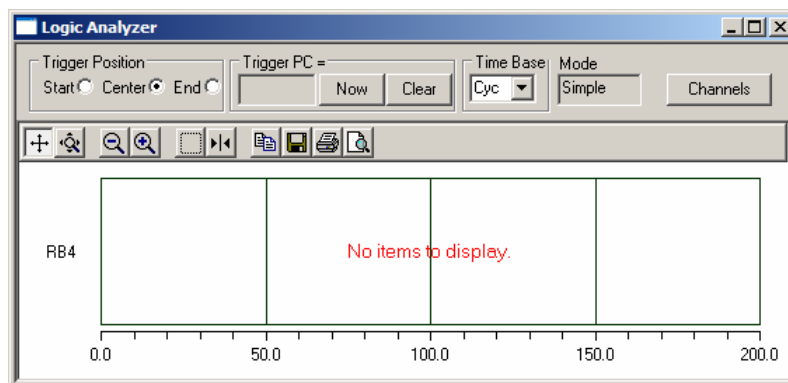 Logic Analyzer
Trigger Position
Start Center End
Trigger PC =
Now Clear
Time Base
Cyc
Mode
Simple
Channels
RB4
No items to display.
0.0 50.0 100.0 150.0 200.0